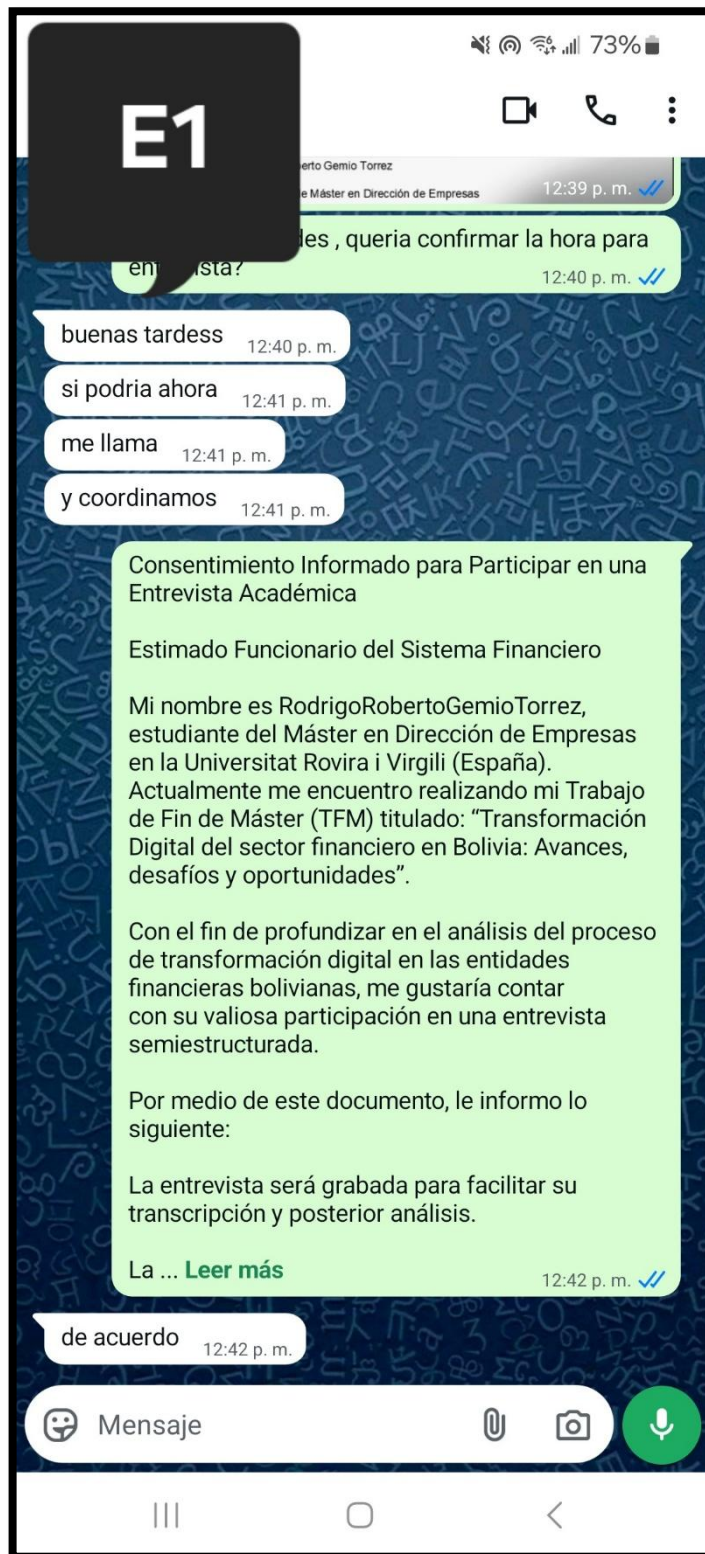 73%
E1
erto Gemio Torrez
e Máster en Dirección de Empresas
12:39 p. m.
des , queria confirmar la hora para
entrevista?
12:40 p. m.
buenas tardess
12:40 p. m.
si podria ahora
12:41 p. m.
me llama
12:41 p. m.
y coordinamos
12:41 p. m.
Consentimiento Informado para Participar en una
Entrevista Académica
Estimado Funcionario del Sistema Financiero
Mi nombre es RodrigoRobertoGemioTorrez,
estudiante del Máster en Dirección de Empresas
en la Universitat Rovira i Virgili (España).
Actualmente me encuentro realizando mi Trabajo
de Fin de Máster (TFM) titulado: “Transformación
Digital del sector financiero en Bolivia: Avances,
desafíos y oportunidades”.
Con el fin de profundizar en el análisis del proceso
de transformación digital en las entidades
financieras bolivianas, me gustaría contar
con su valiosa participación en una entrevista
semiestructurada.
Por medio de este documento, le informo lo
siguiente:
La entrevista será grabada para facilitar su
transcripción y posterior análisis.
La ... Leer más
12:42 p. m.
de acuerdo
12:42 p. m.
Mensaje